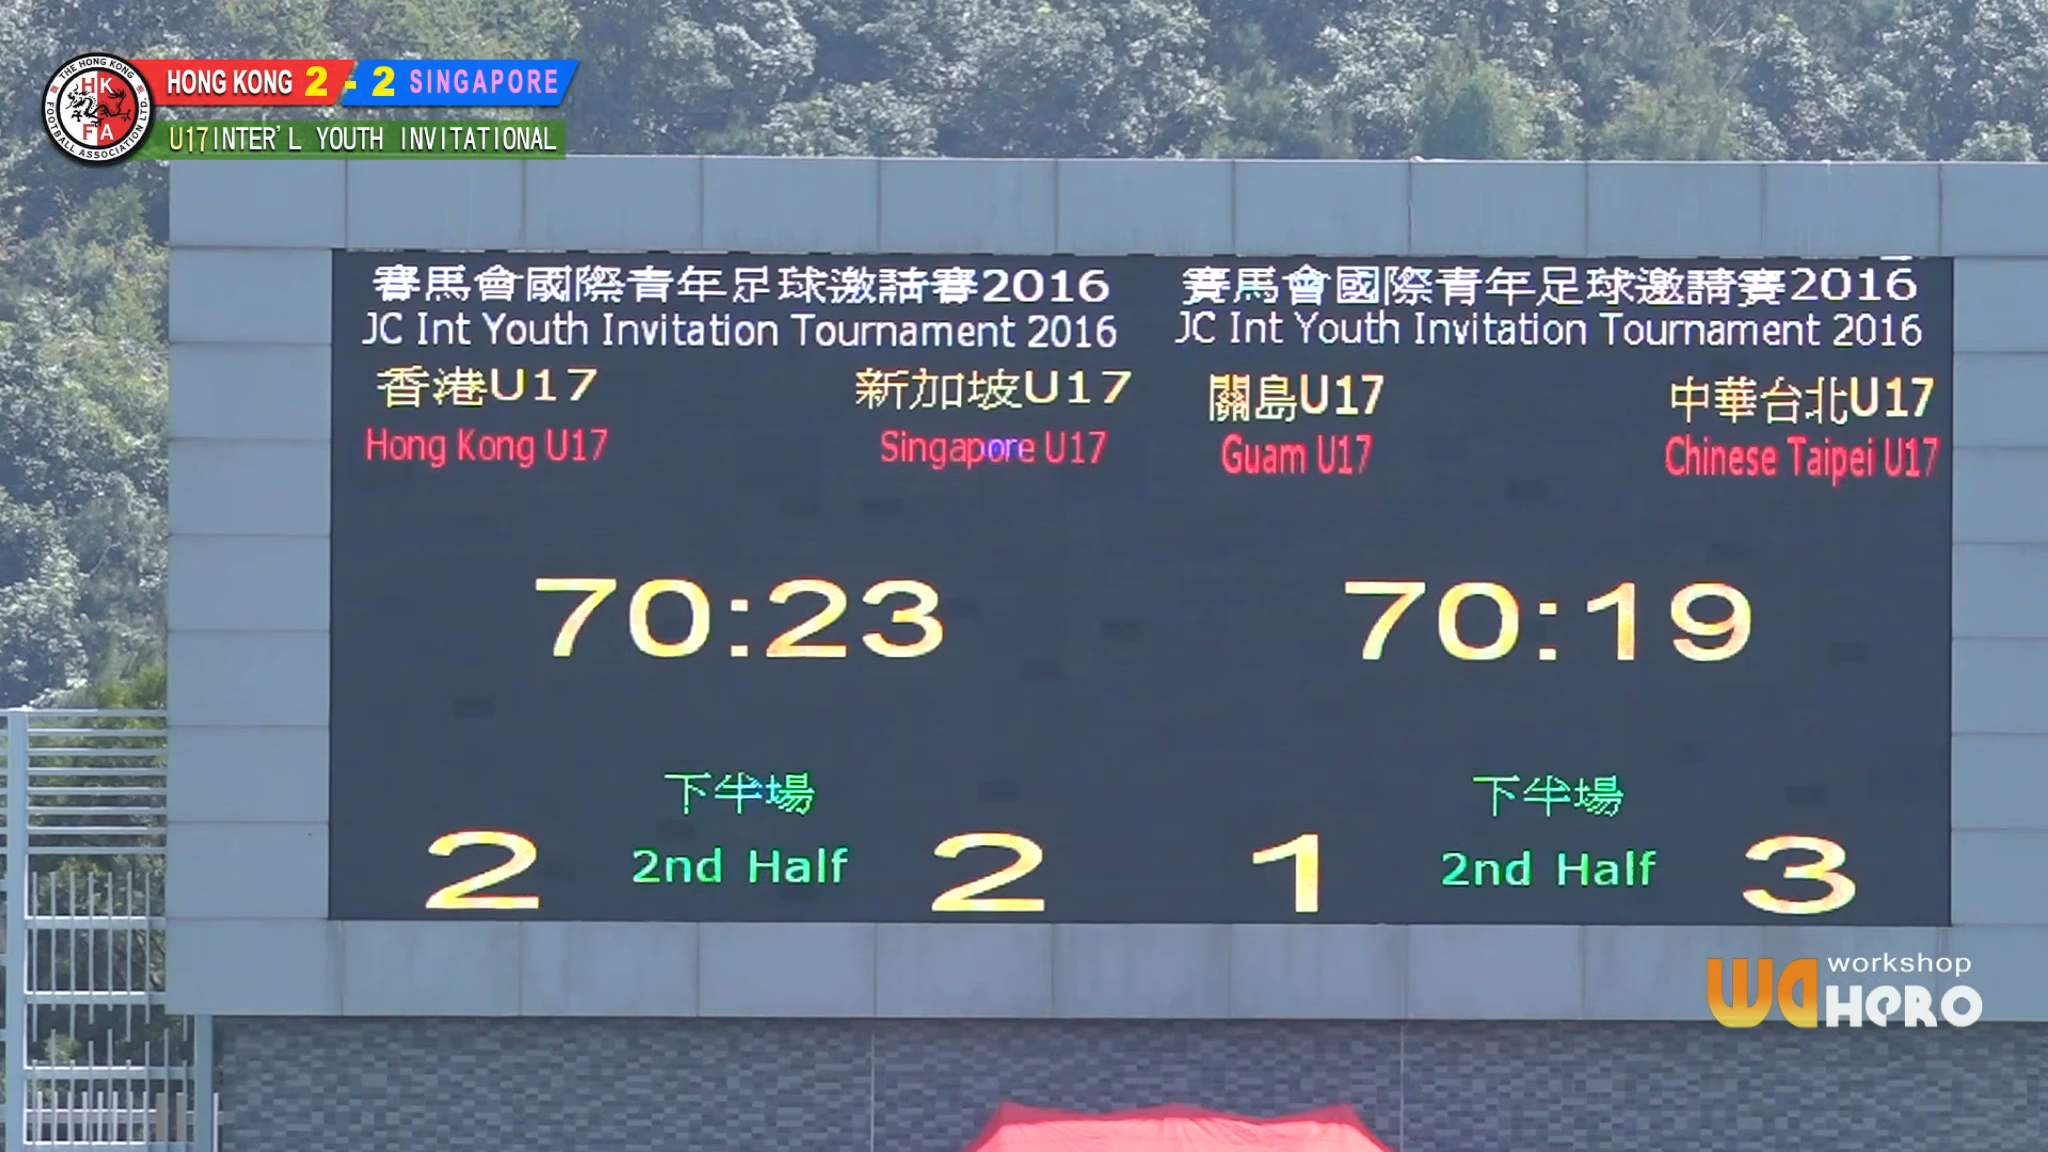 THE HONG KONG FOOTBALL ASSOCIATION LTD.
HKFA
HONG KONG 2 - 2 SINGAPORE
U17 INTER'L YOUTH INVITATIONAL
賽馬會國際青年足球邀請賽2016
JC Int Youth Invitation Tournament 2016
香港U17 新加坡U17
Hong Kong U17 Singapore U17
70:23
下半場
2 2nd Half 2
賽馬會國際青年足球邀請賽2016
JC Int Youth Invitation Tournament 2016
關島U17 中華台北U17
Guam U17 Chinese Taipei U17
70:19
下半場
1 2nd Half 3
workshop
HERO